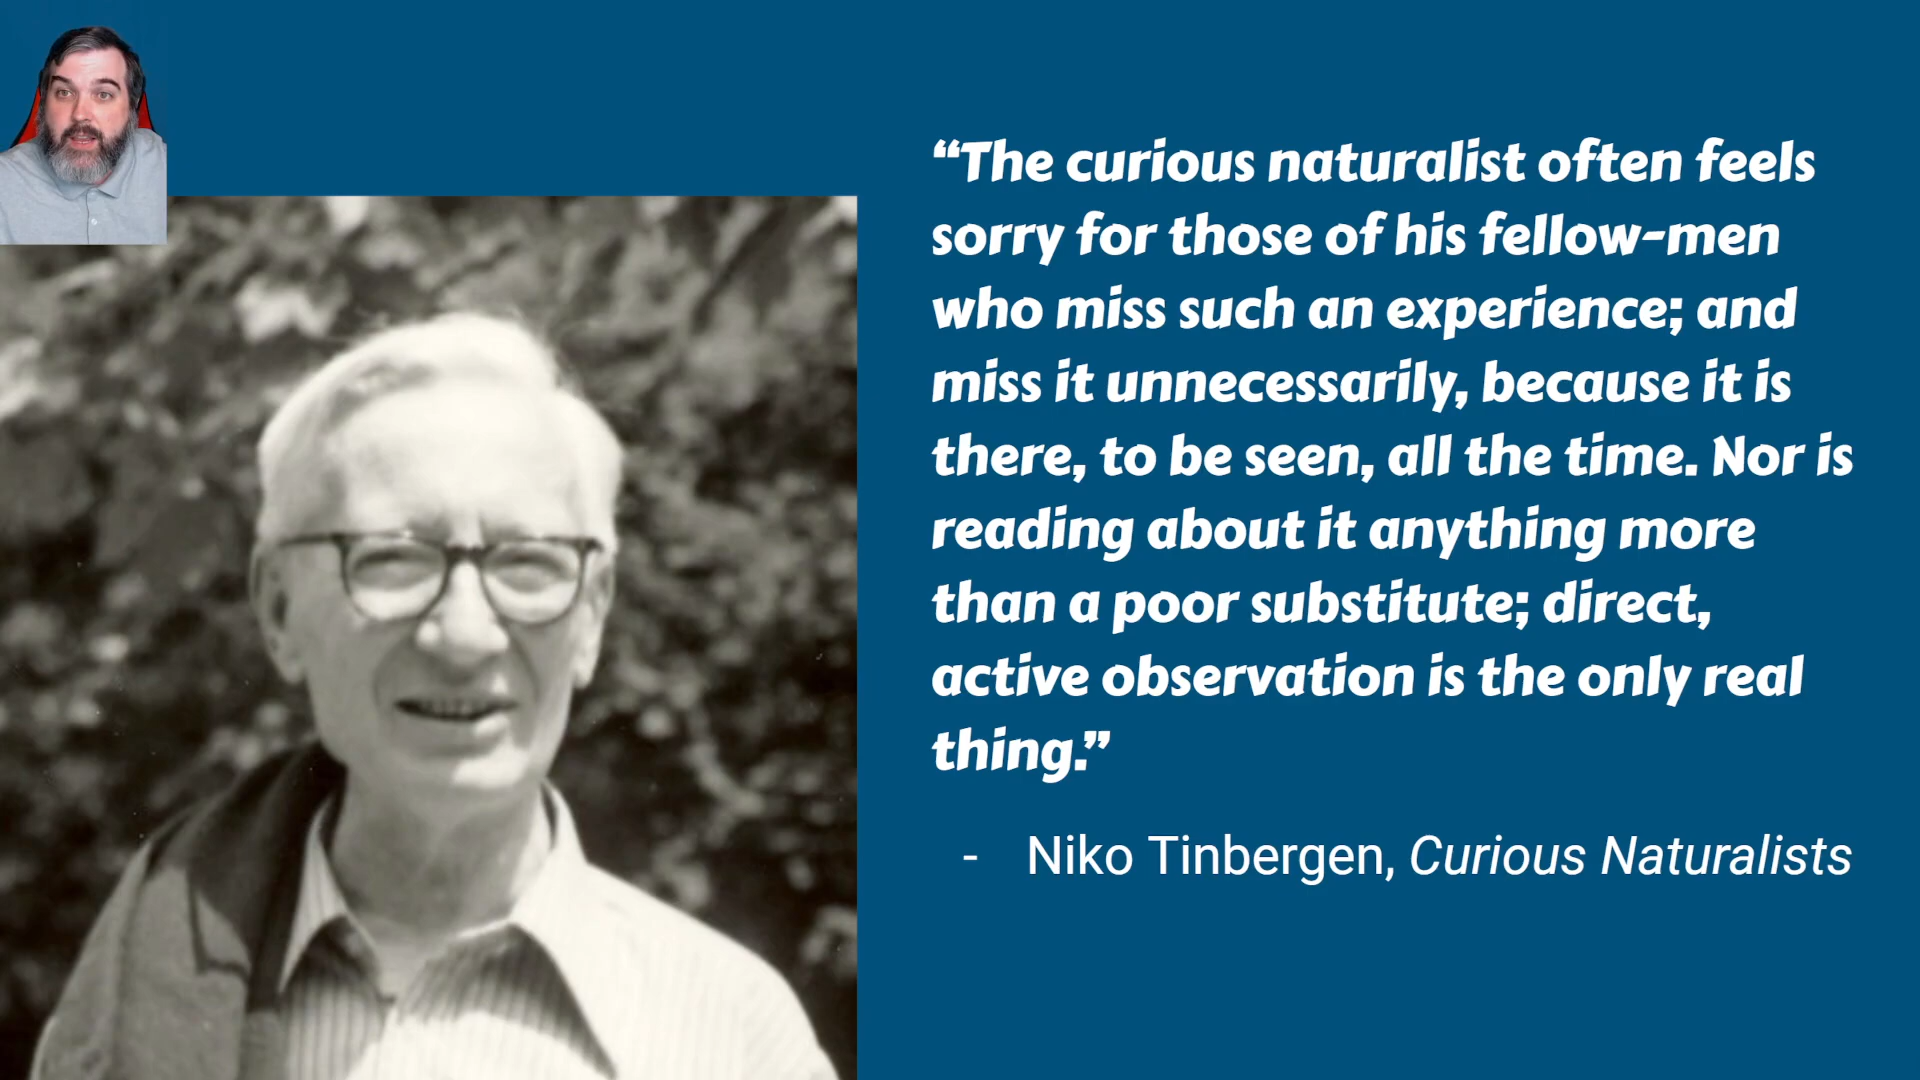 “The curious naturalist often feels
sorry for those of his fellow-men
who miss such an experience; and
miss it unnecessarily, because it is
there, to be seen, all the time. Nor is
reading about it anything more
than a poor substitute; direct,
active observation is the only real
thing.”
- Niko Tinbergen, Curious Naturalists